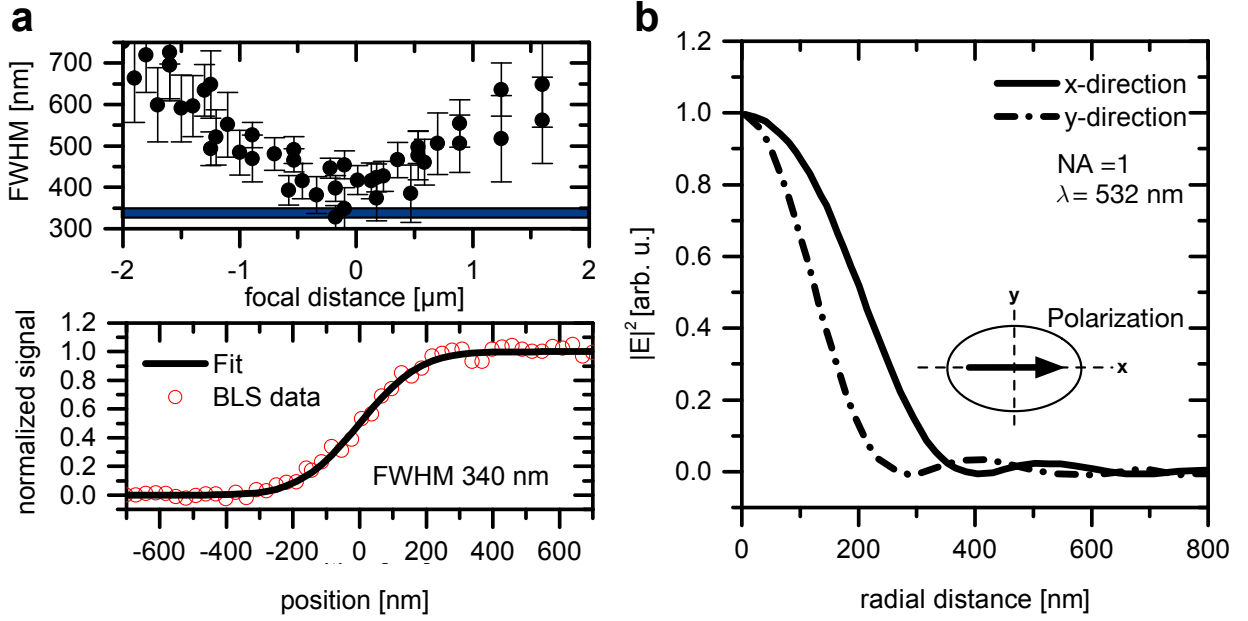 a
FWHM [nm]
700
600
500
400
300
-2
-1
0
1
2
focal distance [µm]
normalized signal
1.2
1.0
0.8
0.6
0.4
0.2
0.0
Fit
BLS data
FWHM 340 nm
-600
-400
-200
0
200
400
600
position [nm]
b
|E|² [arb. u.]
1.2
1.0
0.8
0.6
0.4
0.2
0.0
x-direction
y-direction
NA =1
λ = 532 nm
y
Polarization
x
0
200
400
600
800
radial distance [nm]